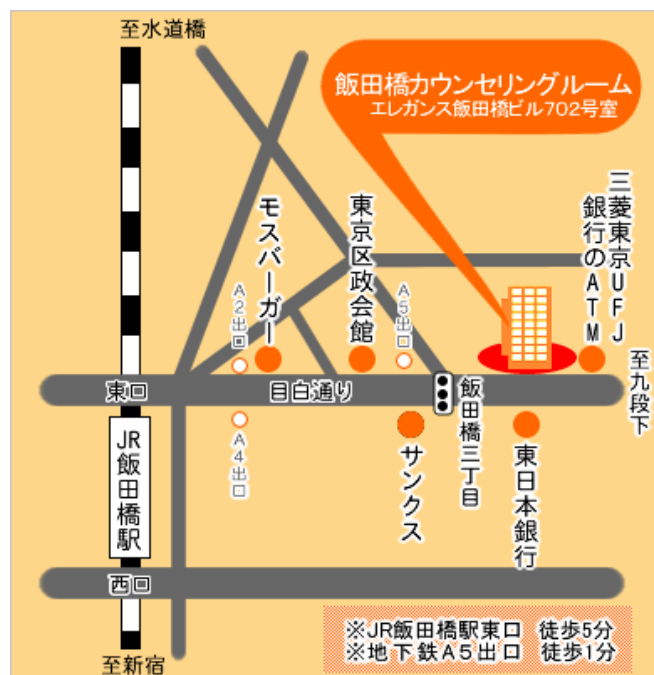 至水道橋
飯田橋カウンセリングルーム
エレガンス飯田橋ビル702号室
三菱東京UFJ
銀行のATM
東京区政会館
モスバーガー
A2出口
A5出口
至九段下
東口
目白通り
飯田橋三丁目
A4出口
サンクス
東日本銀行
JR飯田橋駅
西口
※JR飯田橋駅東口 徒歩5分
※地下鉄A5出口 徒歩1分
至新宿